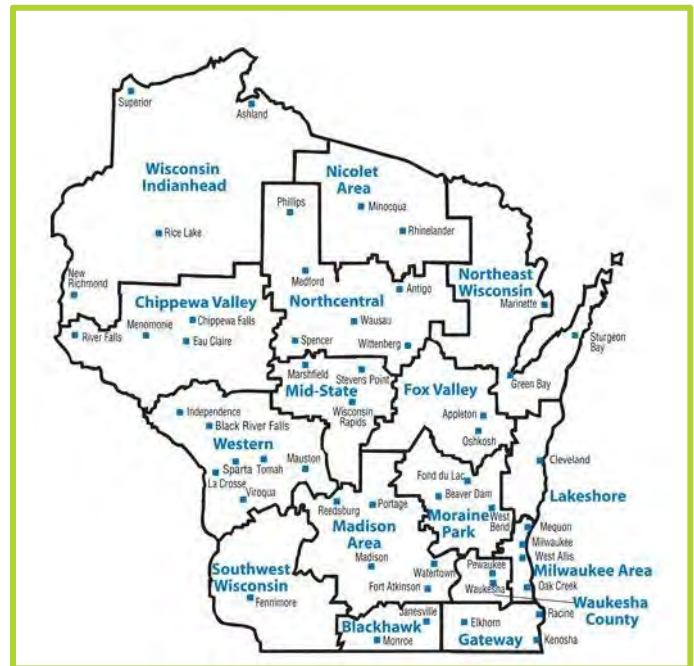 Superior
Ashland
Wisconsin
Indianhead
Nicolet
Area
Phillips
Minocqua
Rice Lake
Rhinelander
New
Richmond
Medford
Antigo
Northeast
Wisconsin
Marinette
Chippewa Valley
Northcentral
Chippewa Falls
Wausau
River Falls
Menomonie
Eau Claire
Spencer
Wittenberg
Sturgeon
Bay
Marshfield
Stevens Point
Green Bay
Mid-State
Fox Valley
Wisconsin
Rapids
Appleton
Independence
Black River Falls
Oshkosh
Western
Sparta
Tomah
Mauston
Fond du Lac
Cleveland
La Crosse
Viroqua
Beaver Dam
Lakeshore
Reedsburg
Portage
Moraine
Park
West
Bend
Mequon
Madison
Area
Milwaukee
West Allis
Madison
Watertown
Pewaukee
Milwaukee Area
Southwest
Wisconsin
Fort Atkinson
Waukesha
Oak Creek
Fennimore
Waukesha
County
Janesville
Racine
Blackhawk
Elkhorn
Monroe
Gateway
Kenosha